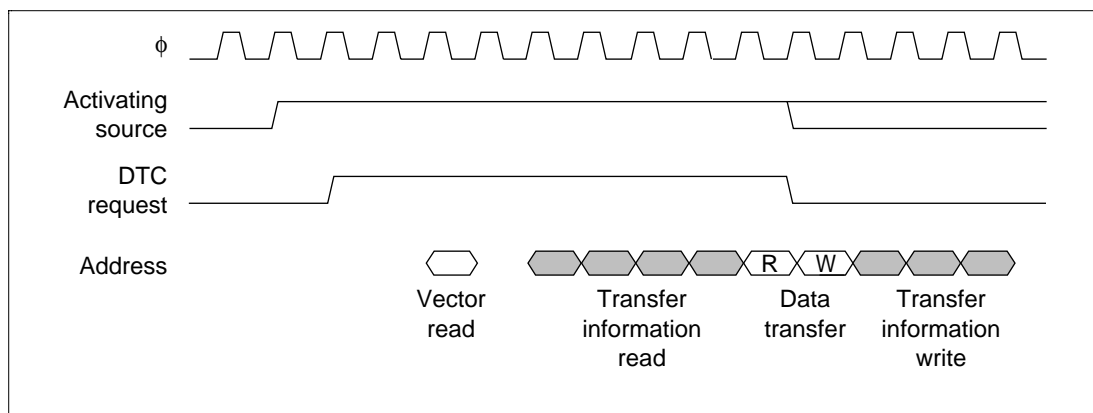 φ
Activating
source
DTC
request
Address
R W
Vector
read
Transfer
information
read
Data
transfer
Transfer
information
write